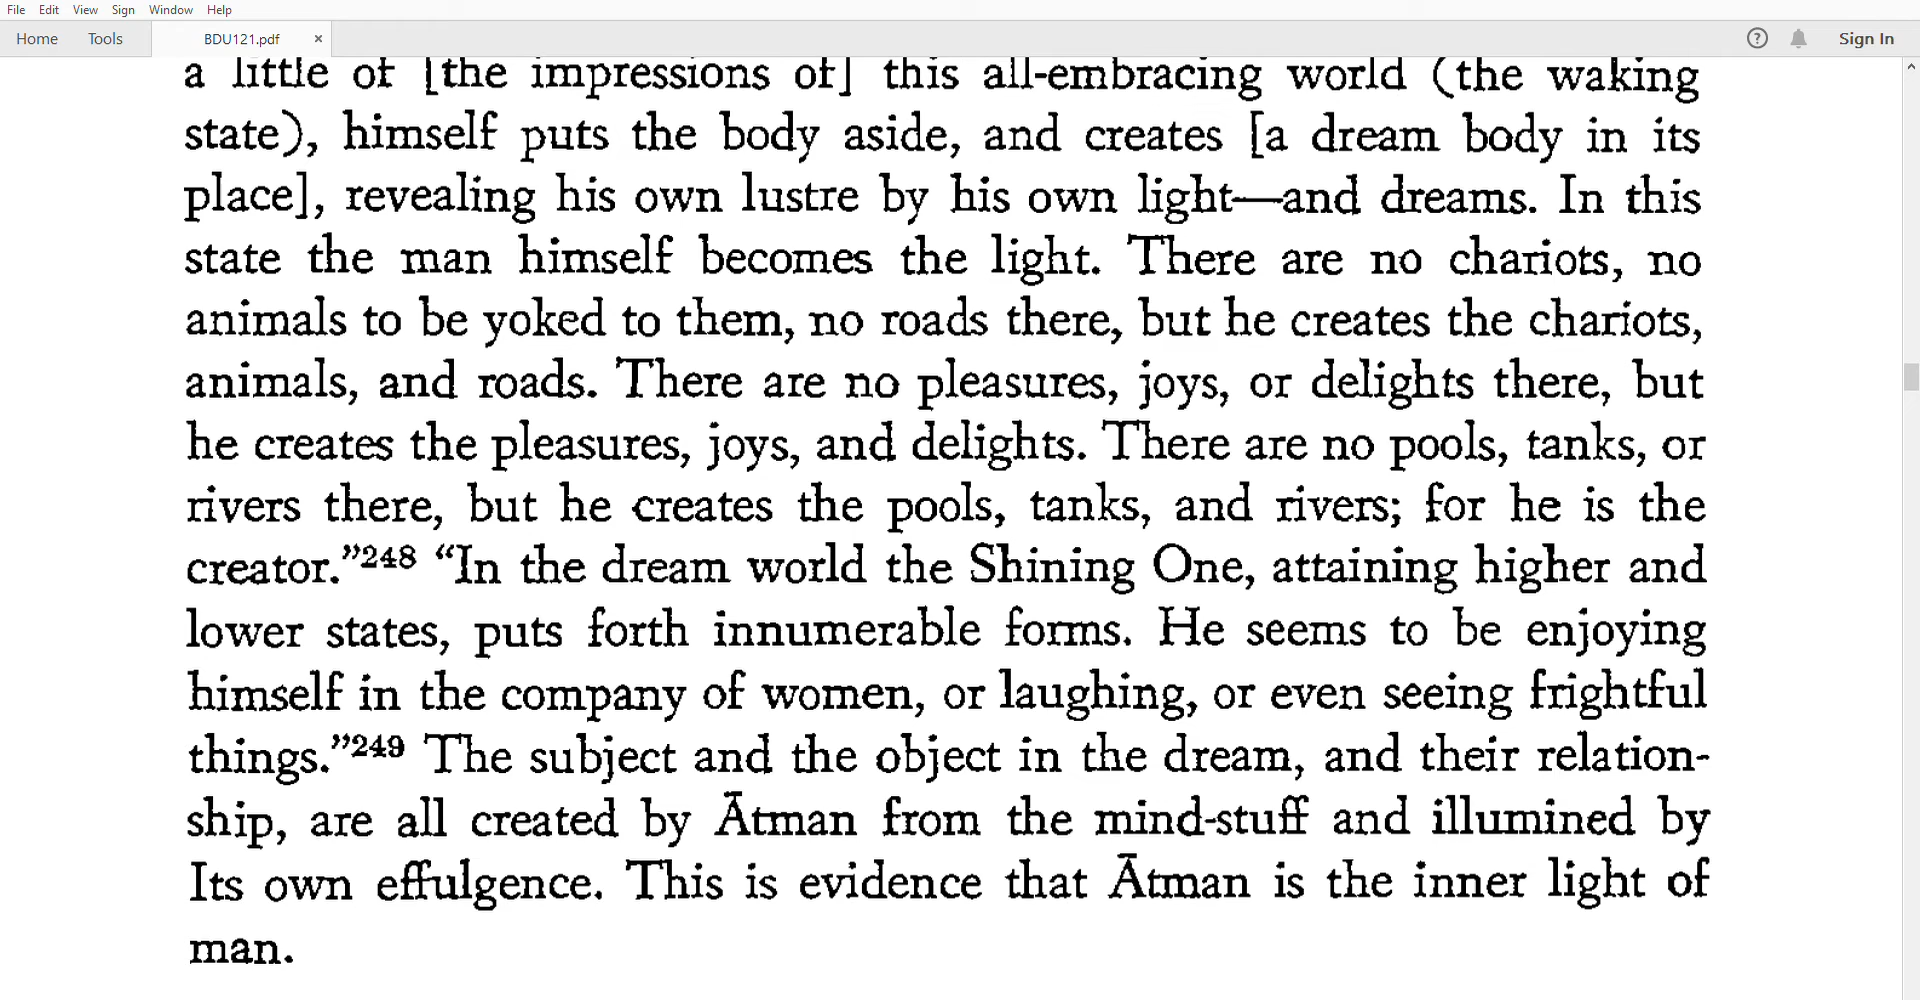 File Edit View Sign Window Help
Home Tools BDU121.pdf × ? Sign In
a little of [the impressions of] this all-embracing world (the waking
state), himself puts the body aside, and creates [a dream body in its
place], revealing his own lustre by his own light—and dreams. In this
state the man himself becomes the light. There are no chariots, no
animals to be yoked to them, no roads there, but he creates the chariots,
animals, and roads. There are no pleasures, joys, or delights there, but
he creates the pleasures, joys, and delights. There are no pools, tanks, or
rivers there, but he creates the pools, tanks, and rivers; for he is the
creator.”248 “In the dream world the Shining One, attaining higher and
lower states, puts forth innumerable forms. He seems to be enjoying
himself in the company of women, or laughing, or even seeing frightful
things.”249 The subject and the object in the dream, and their relation-
ship, are all created by Ātman from the mind-stuff and illumined by
Its own effulgence. This is evidence that Ātman is the inner light of
man.